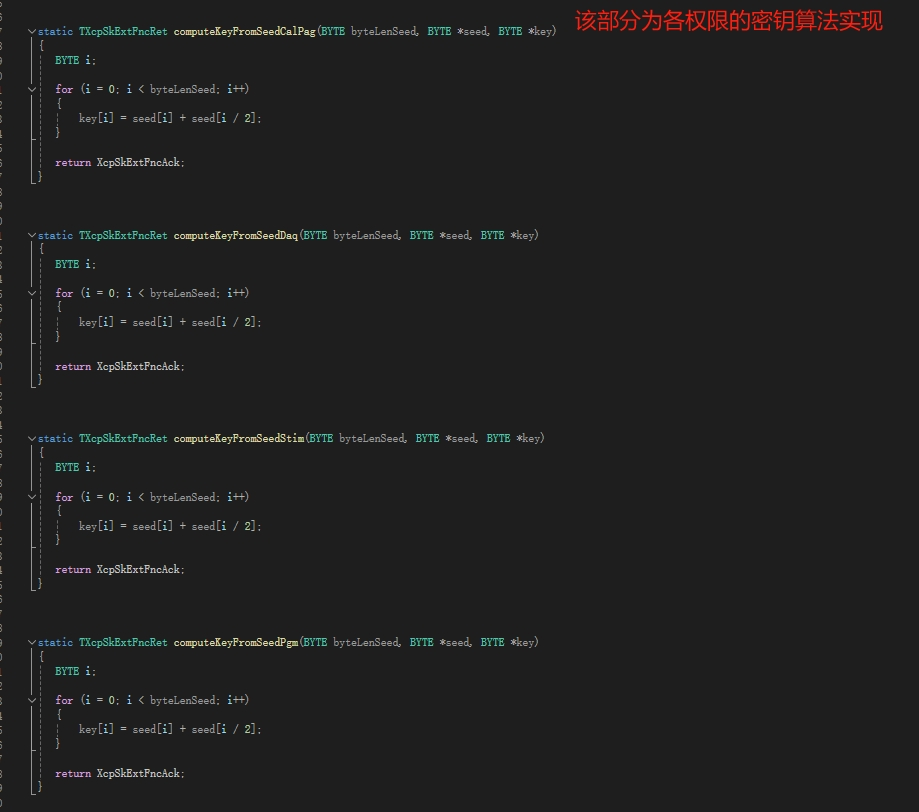 该部分为各权限的密钥算法实现
static TXcpSkExtFncRet computeKeyFromSeedCalPag(BYTE byteLenSeed, BYTE *seed, BYTE *key)
{
BYTE i;
for (i = 0; i < byteLenSeed; i++)
{
key[i] = seed[i] + seed[i / 2];
}
return XcpSkExtFncAck;
}
static TXcpSkExtFncRet computeKeyFromSeedDaq(BYTE byteLenSeed, BYTE *seed, BYTE *key)
{
BYTE i;
for (i = 0; i < byteLenSeed; i++)
{
key[i] = seed[i] + seed[i / 2];
}
return XcpSkExtFncAck;
}
static TXcpSkExtFncRet computeKeyFromSeedStim(BYTE byteLenSeed, BYTE *seed, BYTE *key)
{
BYTE i;
for (i = 0; i < byteLenSeed; i++)
{
key[i] = seed[i] + seed[i / 2];
}
return XcpSkExtFncAck;
}
static TXcpSkExtFncRet computeKeyFromSeedPgm(BYTE byteLenSeed, BYTE *seed, BYTE *key)
{
BYTE i;
for (i = 0; i < byteLenSeed; i++)
{
key[i] = seed[i] + seed[i / 2];
}
return XcpSkExtFncAck;
}